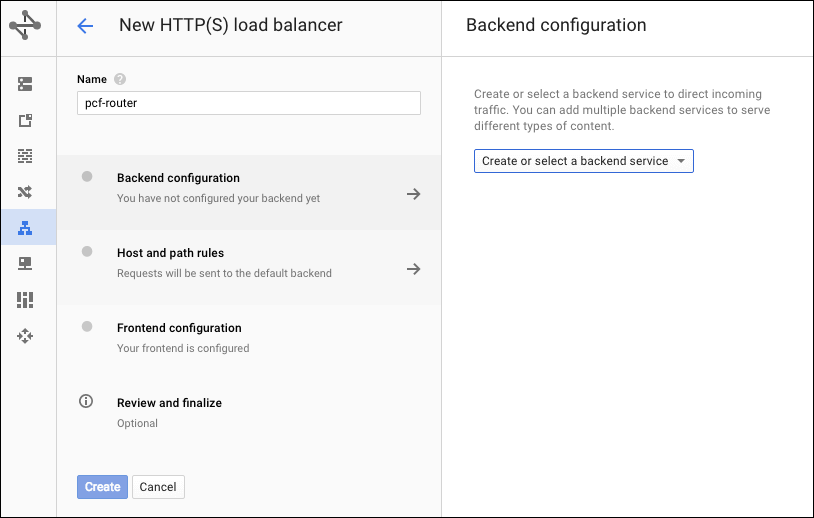 New HTTP(S) load balancer
Name
pcf-router
Backend configuration
You have not configured your backend yet
Host and path rules
Requests will be sent to the default backend
Frontend configuration
Your frontend is configured
Review and finalize
Optional
Create
Cancel
Backend configuration
Create or select a backend service to direct incoming
traffic. You can add multiple backend services to serve
different types of content.
Create or select a backend service